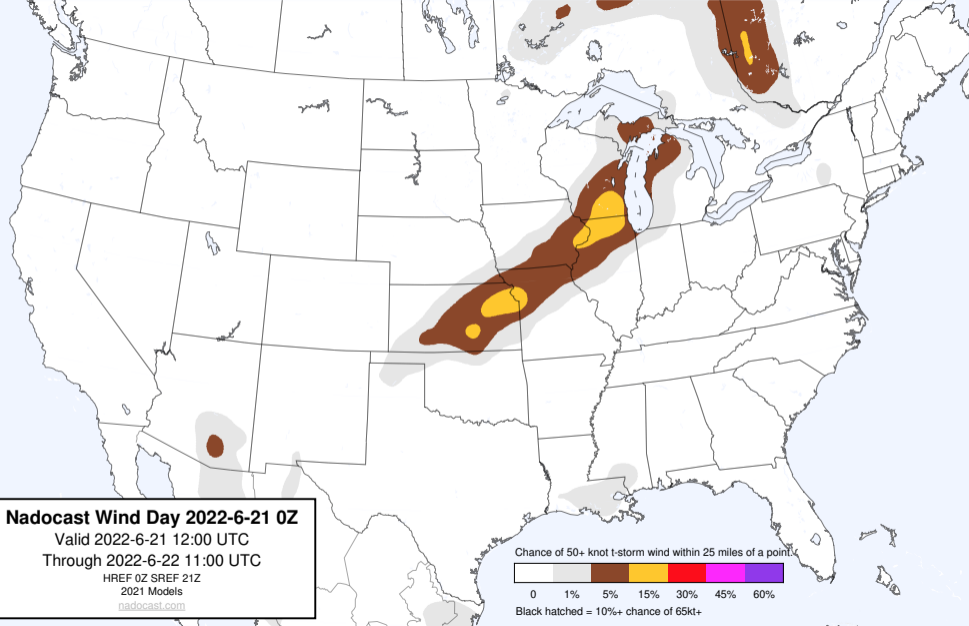 Nadocast Wind Day 2022-6-21 0Z
Valid 2022-6-21 12:00 UTC
Through 2022-6-22 11:00 UTC
HREF 0Z SREF 21Z
2021 Models
nadocast.com
Chance of 50+ knot t-storm wind within 25 miles of a point.
0 1% 5% 15% 30% 45% 60%
Black hatched = 10%+ chance of 65kt+